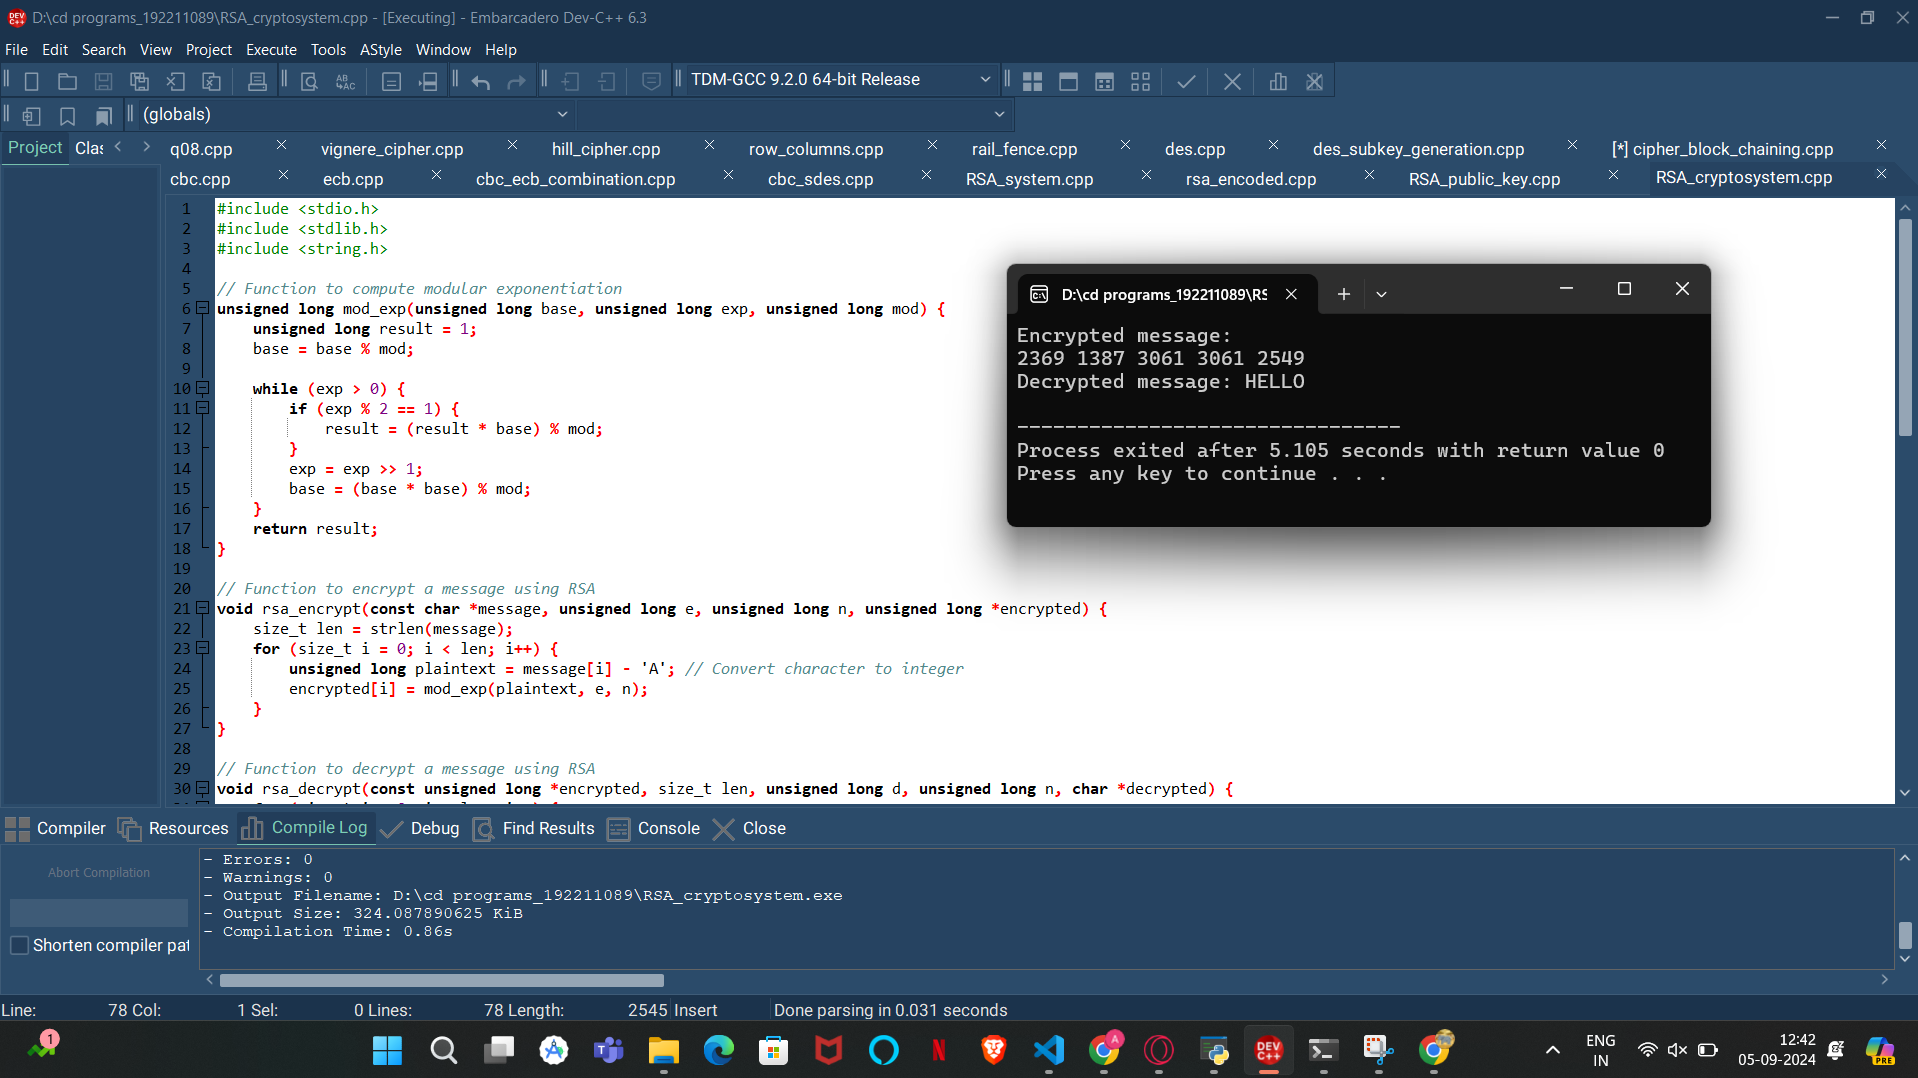 D:\cd programs_192211089\RSA_cryptosystem.cpp - [Executing] - Embarcadero Dev-C++ 6.3
File Edit Search View Project Execute Tools AStyle Window Help
TDM-GCC 9.2.0 64-bit Release
(globals)
Project Clas
q08.cpp vignere_cipher.cpp hill_cipher.cpp row_columns.cpp rail_fence.cpp des.cpp des_subkey_generation.cpp [*] cipher_block_chaining.cpp
cbc.cpp ecb.cpp cbc_ecb_combination.cpp cbc_sdes.cpp RSA_system.cpp rsa_encoded.cpp RSA_public_key.cpp RSA_cryptosystem.cpp
1 #include <stdio.h>
2 #include <stdlib.h>
3 #include <string.h>
4
5 // Function to compute modular exponentiation
6 unsigned long mod_exp(unsigned long base, unsigned long exp, unsigned long mod) {
7 unsigned long result = 1;
8 base = base % mod;
9
10 while (exp > 0) {
11 if (exp % 2 == 1) {
12 result = (result * base) % mod;
13 }
14 exp = exp >> 1;
15 base = (base * base) % mod;
16 }
17 return result;
18 }
19
20 // Function to encrypt a message using RSA
21 void rsa_encrypt(const char *message, unsigned long e, unsigned long n, unsigned long *encrypted) {
22 size_t len = strlen(message);
23 for (size_t i = 0; i < len; i++) {
24 unsigned long plaintext = message[i] - 'A'; // Convert character to integer
25 encrypted[i] = mod_exp(plaintext, e, n);
26 }
27 }
28
29 // Function to decrypt a message using RSA
30 void rsa_decrypt(const unsigned long *encrypted, size_t len, unsigned long d, unsigned long n, char *decrypted) {
D:\cd programs_192211089\RS
Encrypted message:
2369 1387 3061 3061 2549
Decrypted message: HELLO
--------------------------------
Process exited after 5.105 seconds with return value 0
Press any key to continue . . .
Compiler Resources Compile Log Debug Find Results Console Close
Abort Compilation
Shorten compiler pat
- Errors: 0
- Warnings: 0
- Output Filename: D:\cd programs_192211089\RSA_cryptosystem.exe
- Output Size: 324.087890625 KiB
- Compilation Time: 0.86s
Line: 78 Col: 1 Sel: 0 Lines: 78 Length: 2545 Insert Done parsing in 0.031 seconds
1
A
DEV C++
PRE
ENG
IN
12:42
05-09-2024